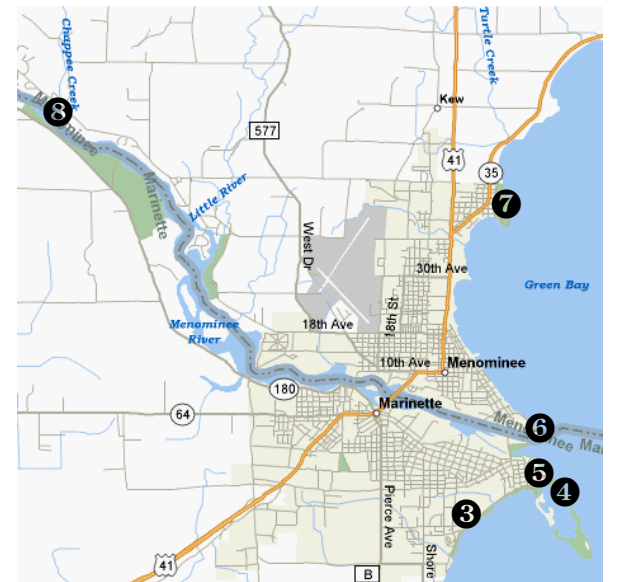 Chappee Creek
Turtle Creek
8
Menominee
Marinette
Kew
577
41
35
7
Little River
West Dr
30th Ave
Green Bay
18th St
18th Ave
Menominee
River
10th Ave
Menominee
180
64
Marinette
Menominee
Mar
6
5
4
3
Pierce Ave
Shore
41
B